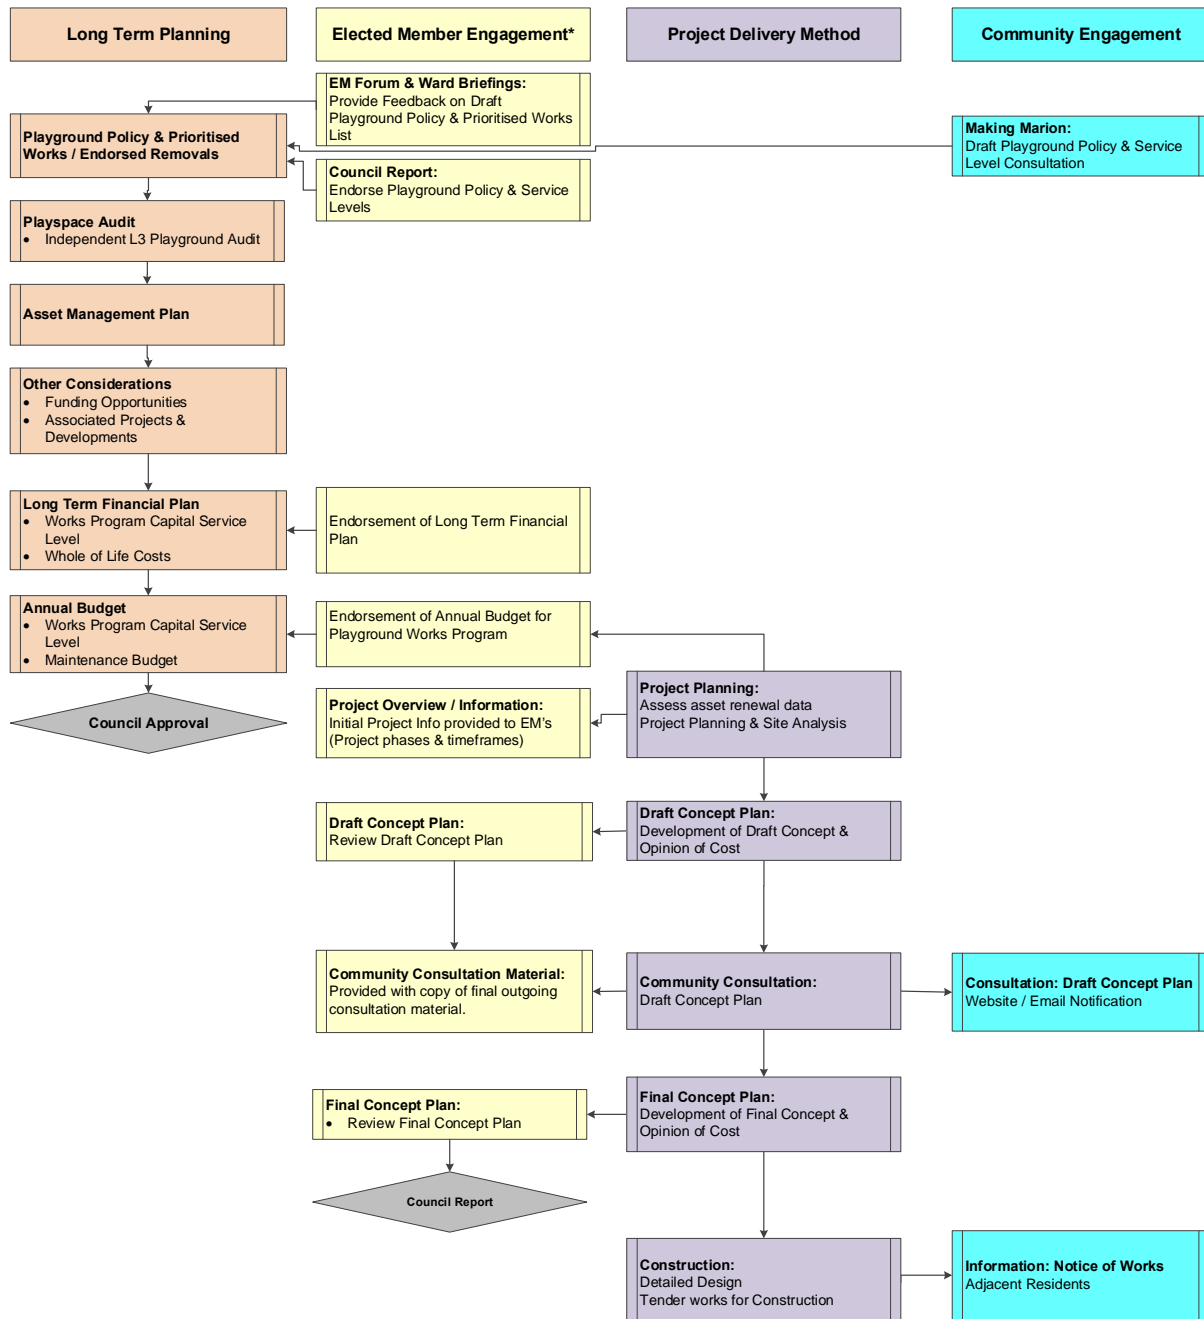 Long Term Planning
Elected Member Engagement*
Project Delivery Method
Community Engagement
EM Forum & Ward Briefings:
Provide Feedback on Draft
Playground Policy & Prioritised Works
List
Playground Policy & Prioritised
Works / Endorsed Removals
Making Marion:
Draft Playground Policy & Service
Level Consultation
Council Report:
Endorse Playground Policy & Service
Levels
Playspace Audit
• Independent L3 Playground Audit
Asset Management Plan
Other Considerations
• Funding Opportunities
• Associated Projects &
Developments
Long Term Financial Plan
• Works Program Capital Service
Level
• Whole of Life Costs
Endorsement of Long Term Financial
Plan
Annual Budget
• Works Program Capital Service
Level
• Maintenance Budget
Endorsement of Annual Budget for
Playground Works Program
Council Approval
Project Overview / Information:
Initial Project Info provided to EM's
(Project phases & timeframes)
Project Planning:
Assess asset renewal data
Project Planning & Site Analysis
Draft Concept Plan:
Review Draft Concept Plan
Draft Concept Plan:
Development of Draft Concept &
Opinion of Cost
Community Consultation Material:
Provided with copy of final outgoing
consultation material.
Community Consultation:
Draft Concept Plan
Consultation: Draft Concept Plan
Website / Email Notification
Final Concept Plan:
• Review Final Concept Plan
Final Concept Plan:
Development of Final Concept &
Opinion of Cost
Council Report
Construction:
Detailed Design
Tender works for Construction
Information: Notice of Works
Adjacent Residents